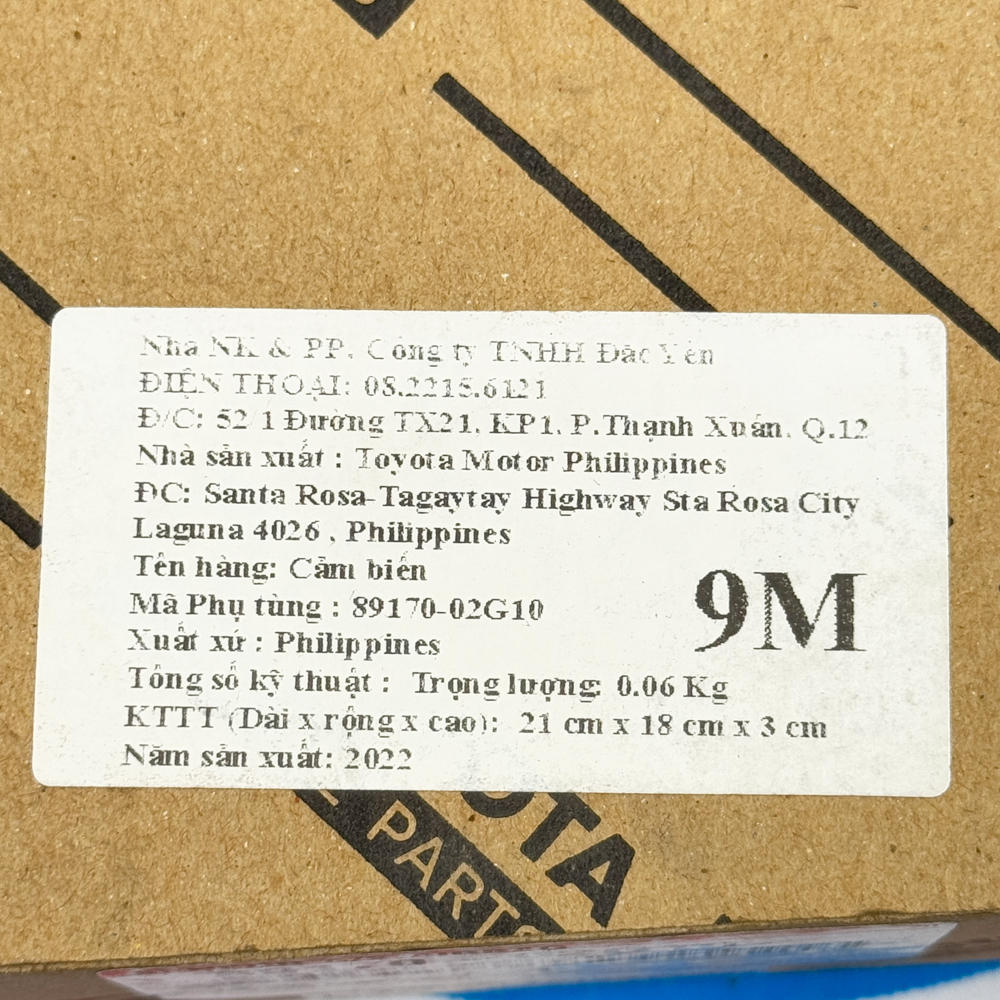 Nhà NK & PP. Công ty TNHH Đắc Yên
ĐIỆN THOẠI: 08.2215.6121
Đ/C: 52/1 Đường TX21, KP1, P.Thạnh Xuân, Q.12
Nhà sản xuất : Toyota Motor Philippines
ĐC: Santa Rosa-Tagaytay Highway Sta Rosa City
Laguna 4026 , Philippines
Tên hàng: Cảm biến
Mã Phụ tùng : 89170-02G10
9M
Xuất xứ : Philippines
Tông số kỹ thuật : Trọng lượng: 0.06 Kg
KTTT (Dài x rộng x cao): 21 cm x 18 cm x 3 cm
Năm sản xuất: 2022
OTA
PARTS